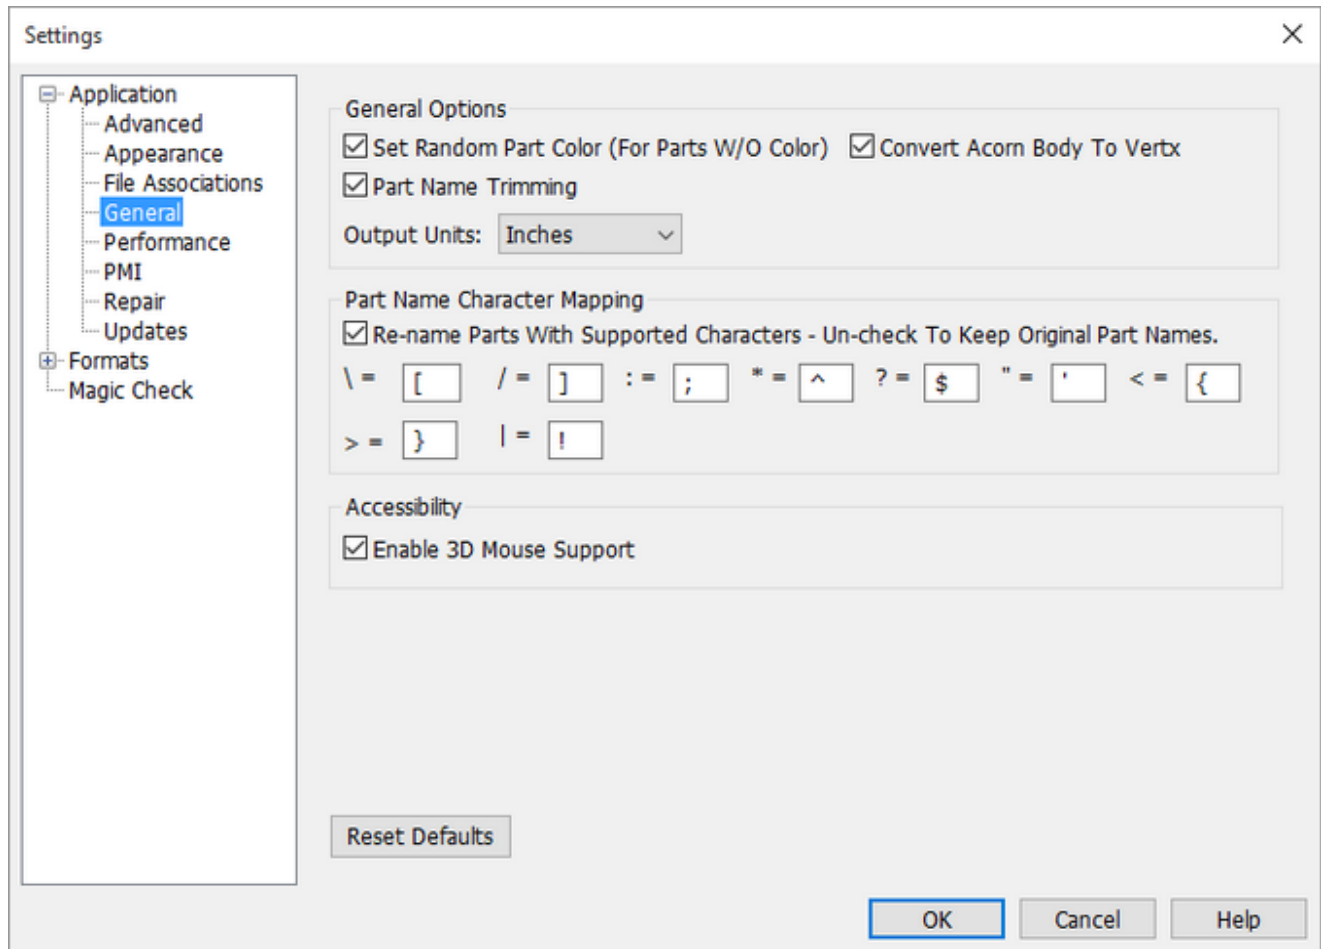 Settings
Application
Advanced
Appearance
File Associations
General
Performance
PMI
Repair
Updates
Formats
Magic Check
General Options
Set Random Part Color (For Parts W/O Color) Convert Acorn Body To Vertx
Part Name Trimming
Output Units: Inches
Part Name Character Mapping
Re-name Parts With Supported Characters - Un-check To Keep Original Part Names.
\ = [ / = ] : = ; * = ^ ? = $ " = ' < = {
> = } | = !
Accessibility
Enable 3D Mouse Support
Reset Defaults
OK Cancel Help